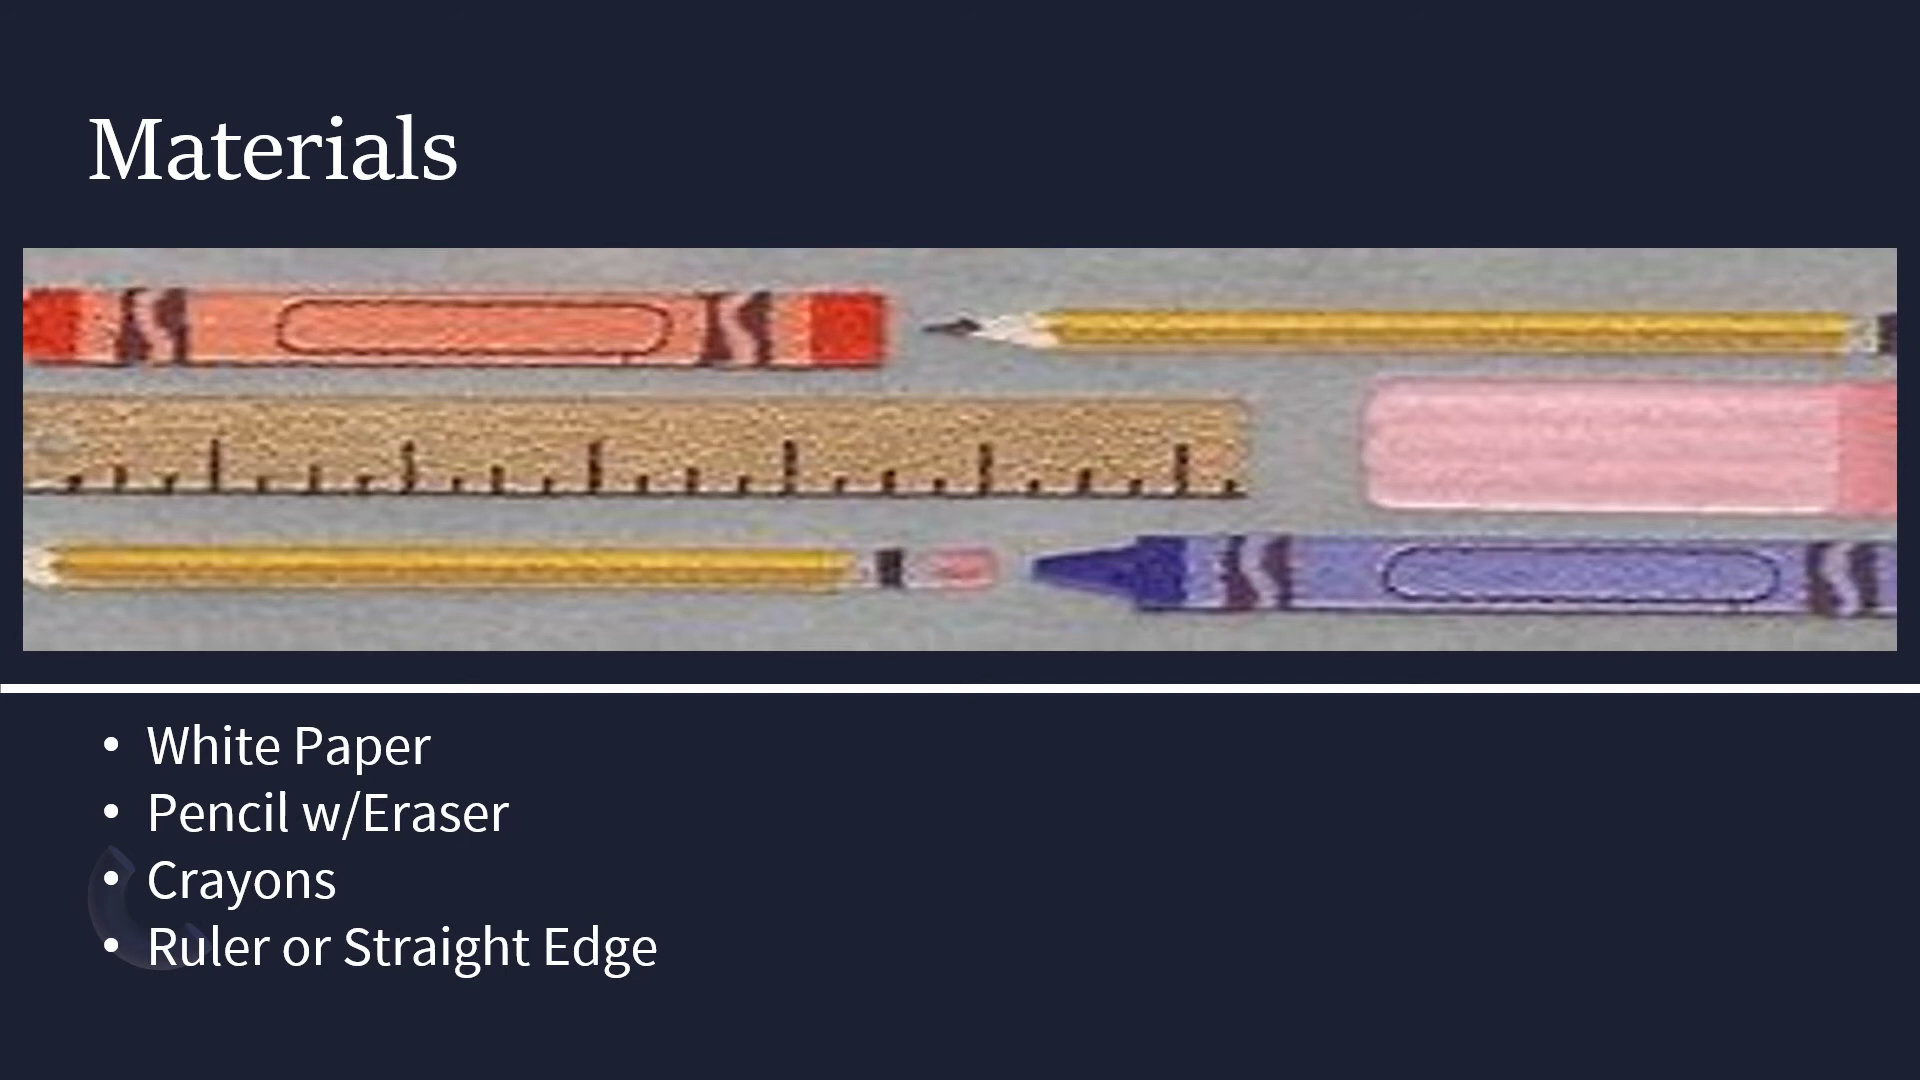 Materials
• White Paper
• Pencil w/Eraser
• Crayons
• Ruler or Straight Edge